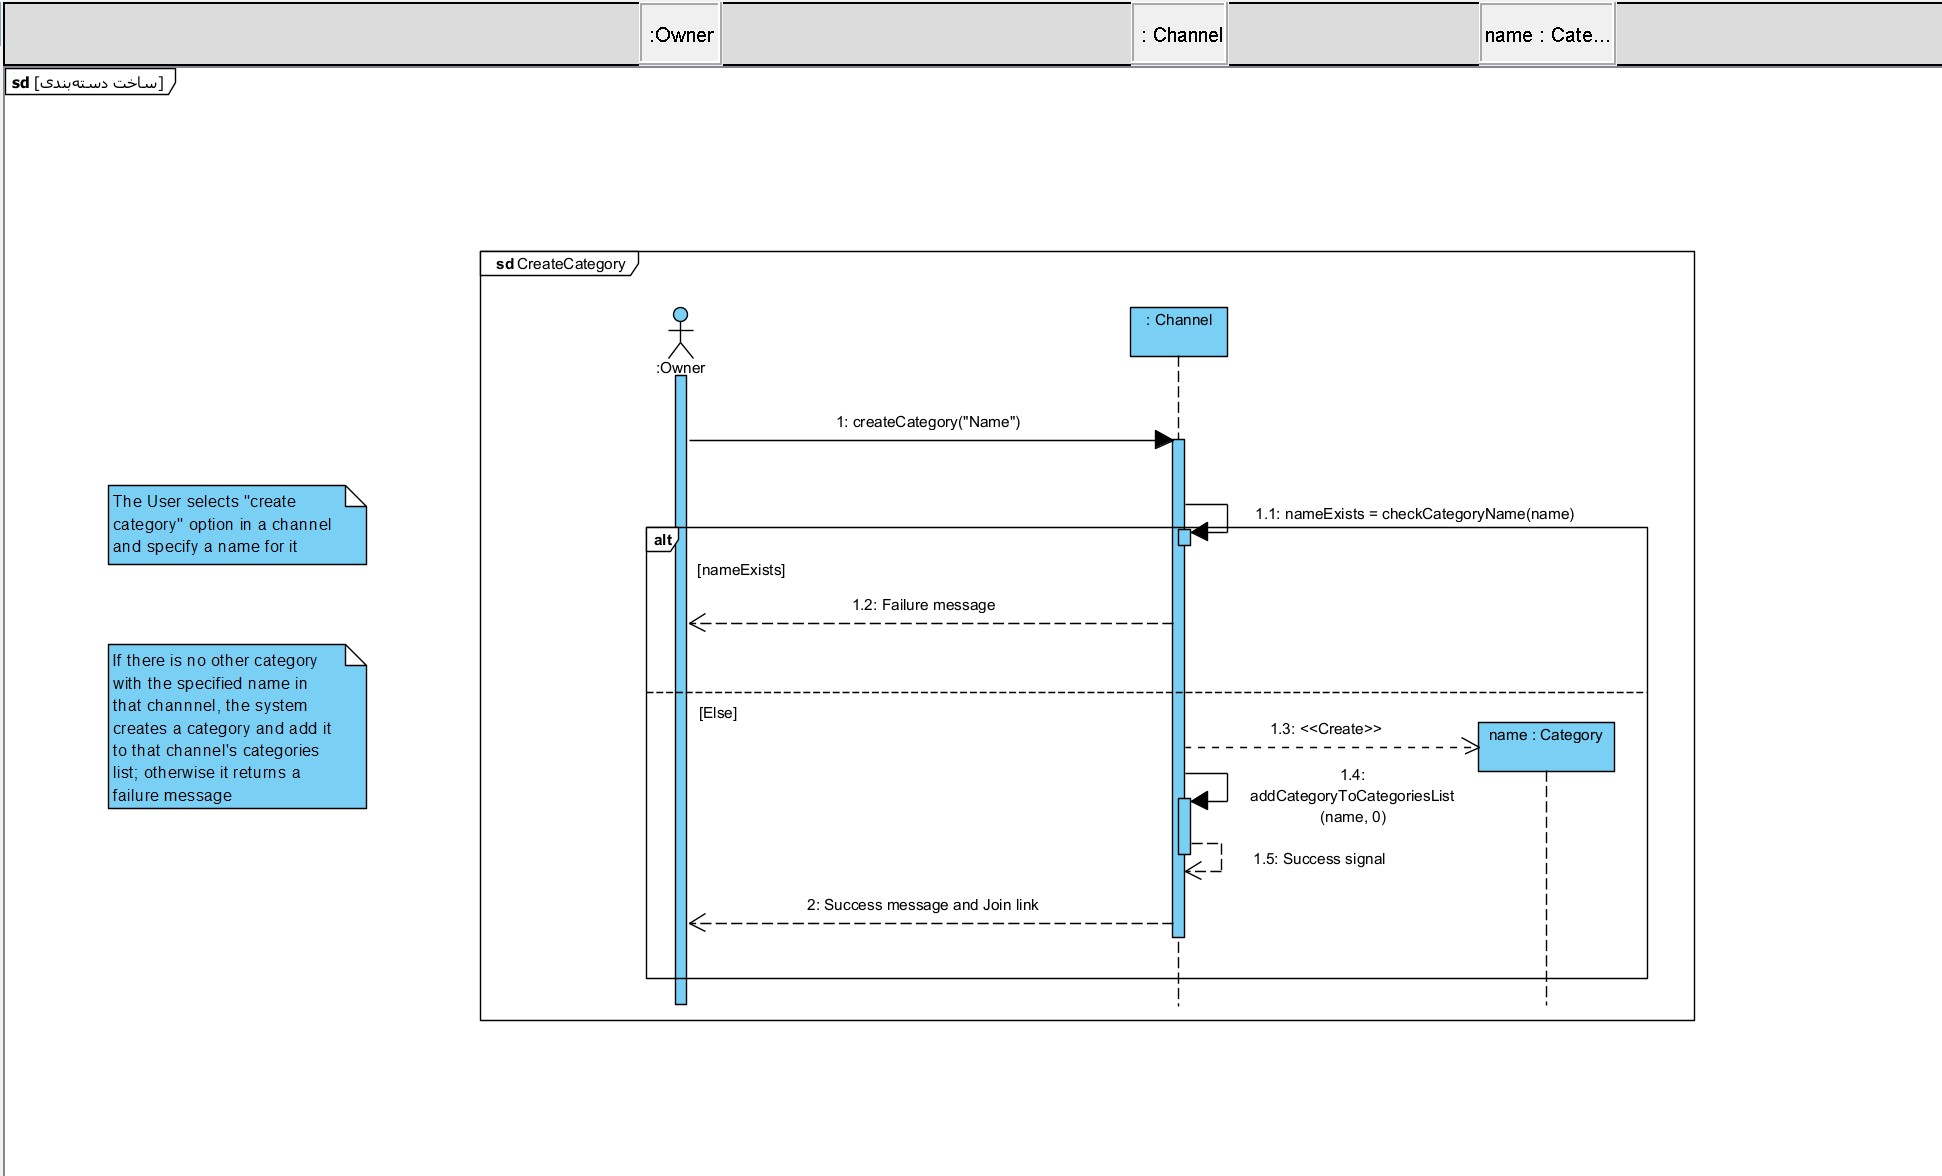 :Owner
: Channel
name : Cate...
sd [ساخت دسته‌بندی]
sd CreateCategory
:Owner
: Channel
1: createCategory("Name")
The User selects "create
category" option in a channel
and specify a name for it
1.1: nameExists = checkCategoryName(name)
alt
[nameExists]
1.2: Failure message
If there is no other category
with the specified name in
that channnel, the system
creates a category and add it
to that channel's categories
list; otherwise it returns a
failure message
[Else]
1.3: <<Create>>
name : Category
1.4:
addCategoryToCategoriesList
(name, 0)
1.5: Success signal
2: Success message and Join link